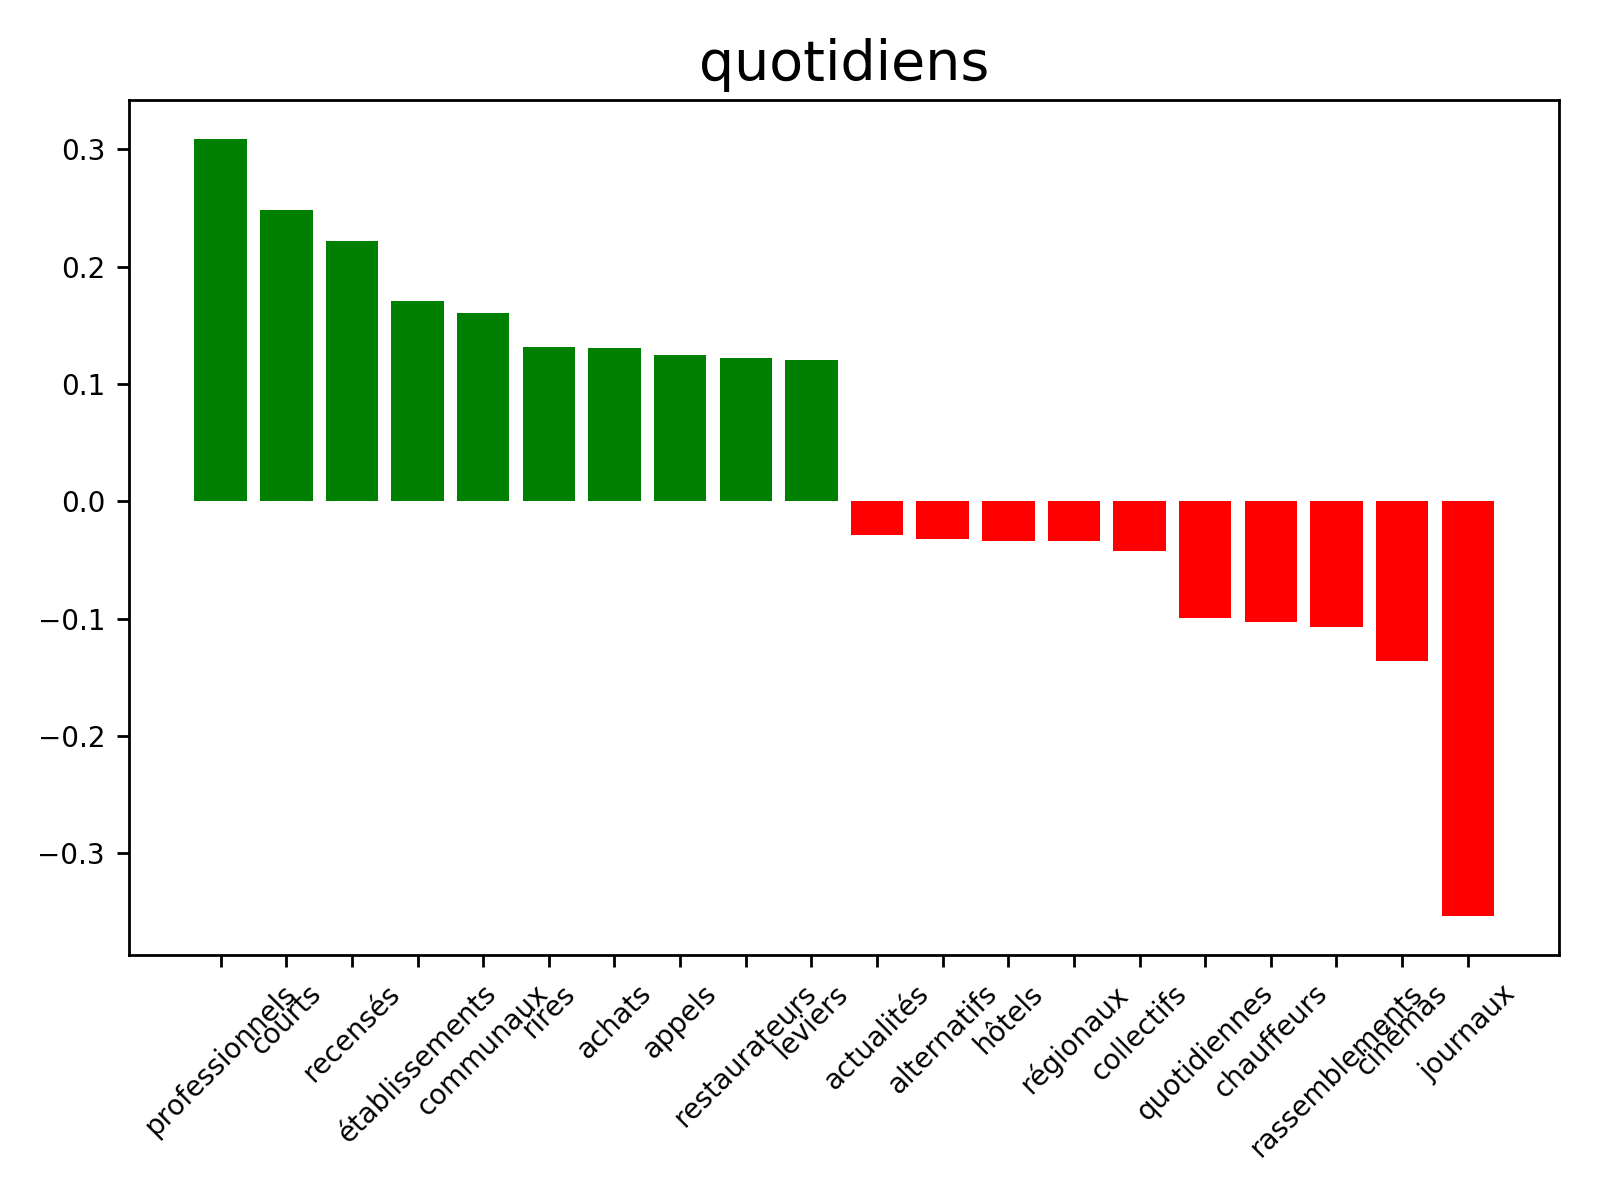 quotidiens
0.3
0.2
0.1
0.0
−0.1
−0.2
−0.3
professionnels
courts
recensés
établissements
communaux
rires
achats
appels
restaurateurs
leviers
actualités
alternatifs
hôtels
régionaux
collectifs
quotidiennes
chauffeurs
rassemblements
cinémas
journaux